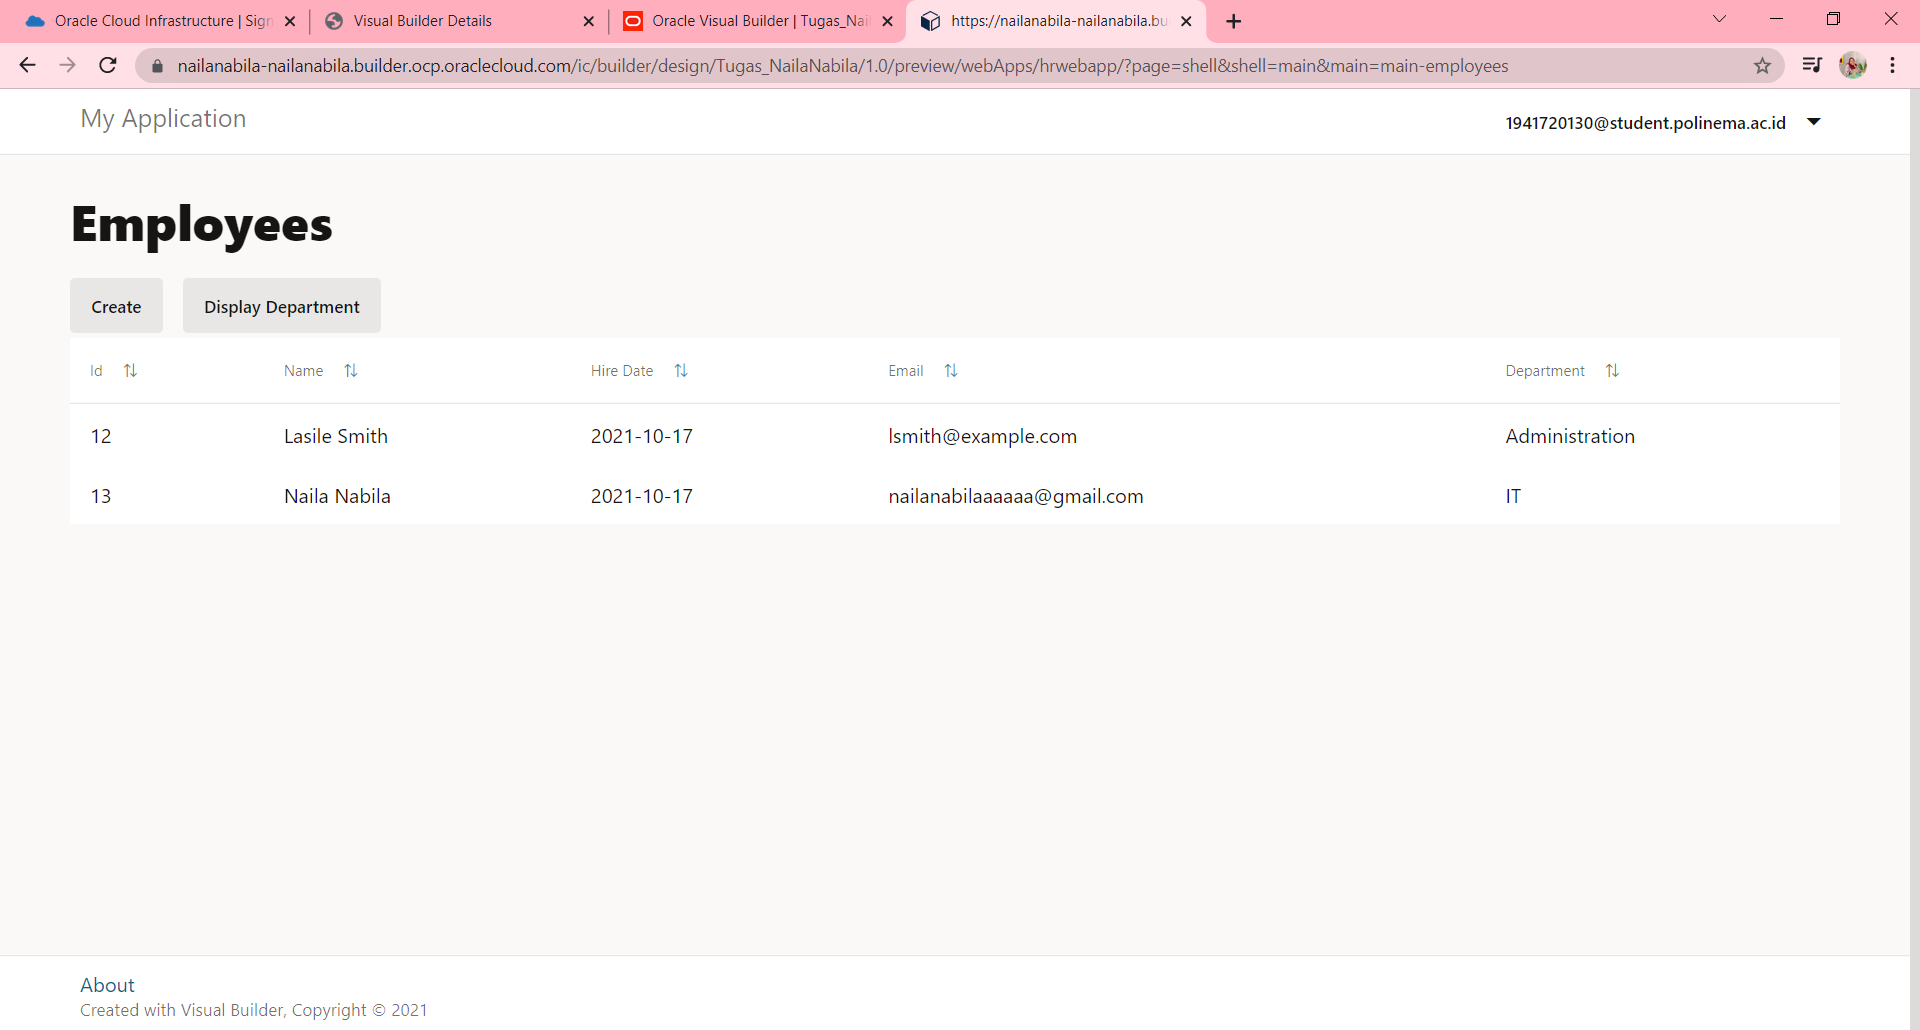 Oracle Cloud Infrastructure | Sign
Visual Builder Details
Oracle Visual Builder | Tugas_Nail
https://nailanabila-nailanabila.bu
nailanabila-nailanabila.builder.ocp.oraclecloud.com/ic/builder/design/Tugas_NailaNabila/1.0/preview/webApps/hrwebapp/?page=shell&shell=main&main=main-employees
My Application
1941720130@student.polinema.ac.id
Employees
Create Display Department
Id Name Hire Date Email Department
12 Lasile Smith 2021-10-17 lsmith@example.com Administration
13 Naila Nabila 2021-10-17 nailanabilaaaaaa@gmail.com IT
About
Created with Visual Builder, Copyright © 2021